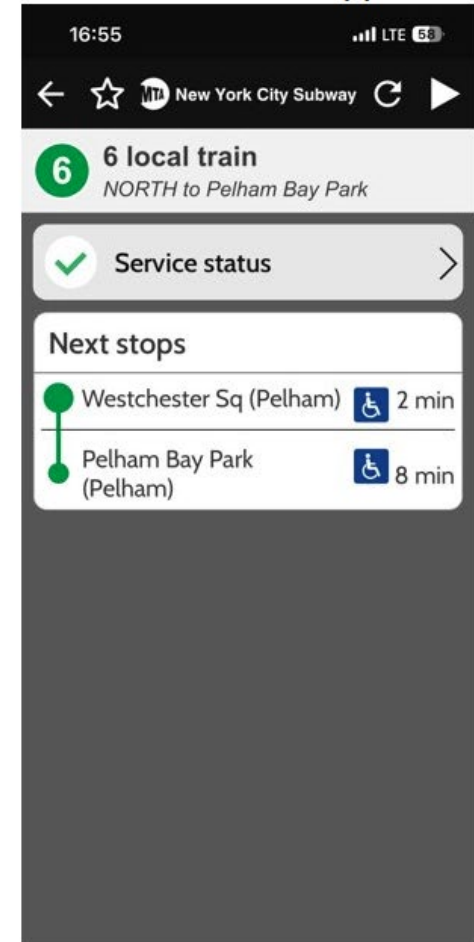 16:55 LTE 58
MTA New York City Subway
6 6 local train
NORTH to Pelham Bay Park
Service status
Next stops
Westchester Sq (Pelham) 2 min
Pelham Bay Park
(Pelham) 8 min